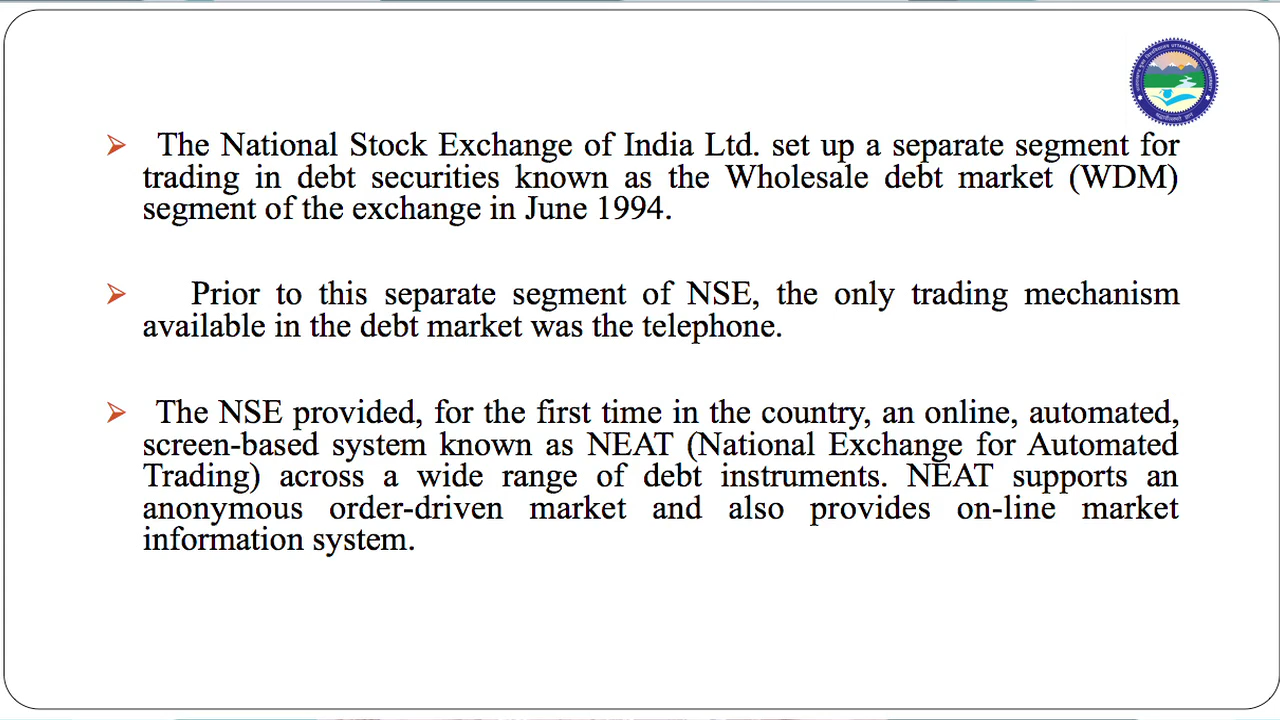 ➢ The National Stock Exchange of India Ltd. set up a separate segment for
trading in debt securities known as the Wholesale debt market (WDM)
segment of the exchange in June 1994.
➢ Prior to this separate segment of NSE, the only trading mechanism
available in the debt market was the telephone.
➢ The NSE provided, for the first time in the country, an online, automated,
screen-based system known as NEAT (National Exchange for Automated
Trading) across a wide range of debt instruments. NEAT supports an
anonymous order-driven market and also provides on-line market
information system.